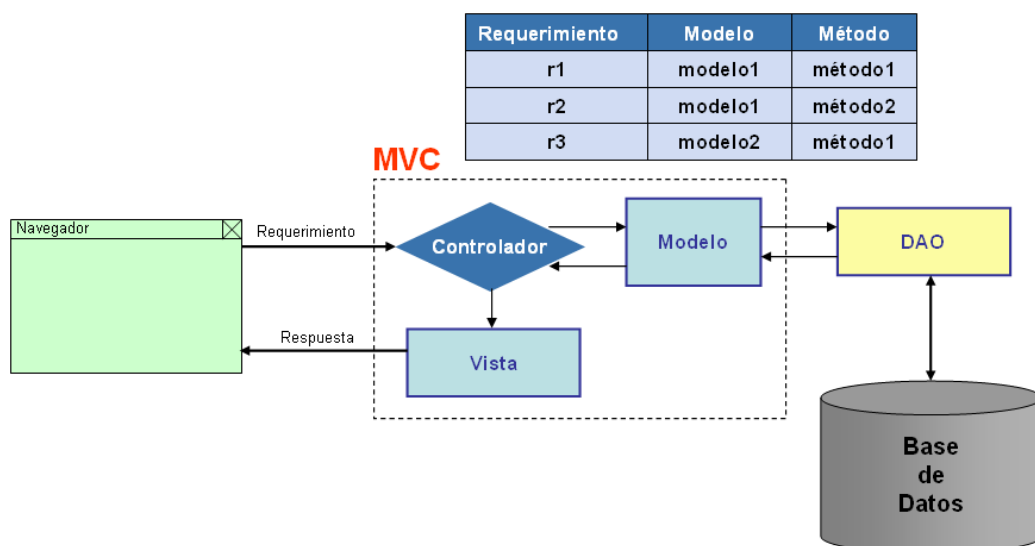 Requerimiento Modelo Método
r1 modelo1 método1
r2 modelo1 método2
r3 modelo2 método1
MVC
Navegador
Requerimiento
Controlador
Modelo
DAO
Respuesta
Vista
Base
de
Datos